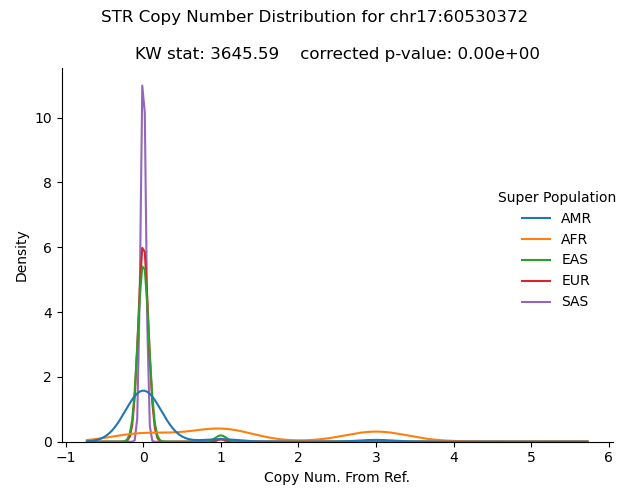 STR Copy Number Distribution for chr17:60530372
KW stat: 3645.59    corrected p-value: 0.00e+00
Density
10
8
6
4
2
0
−1
0
1
2
3
4
5
6
Copy Num. From Ref.
Super Population
AMR
AFR
EAS
EUR
SAS